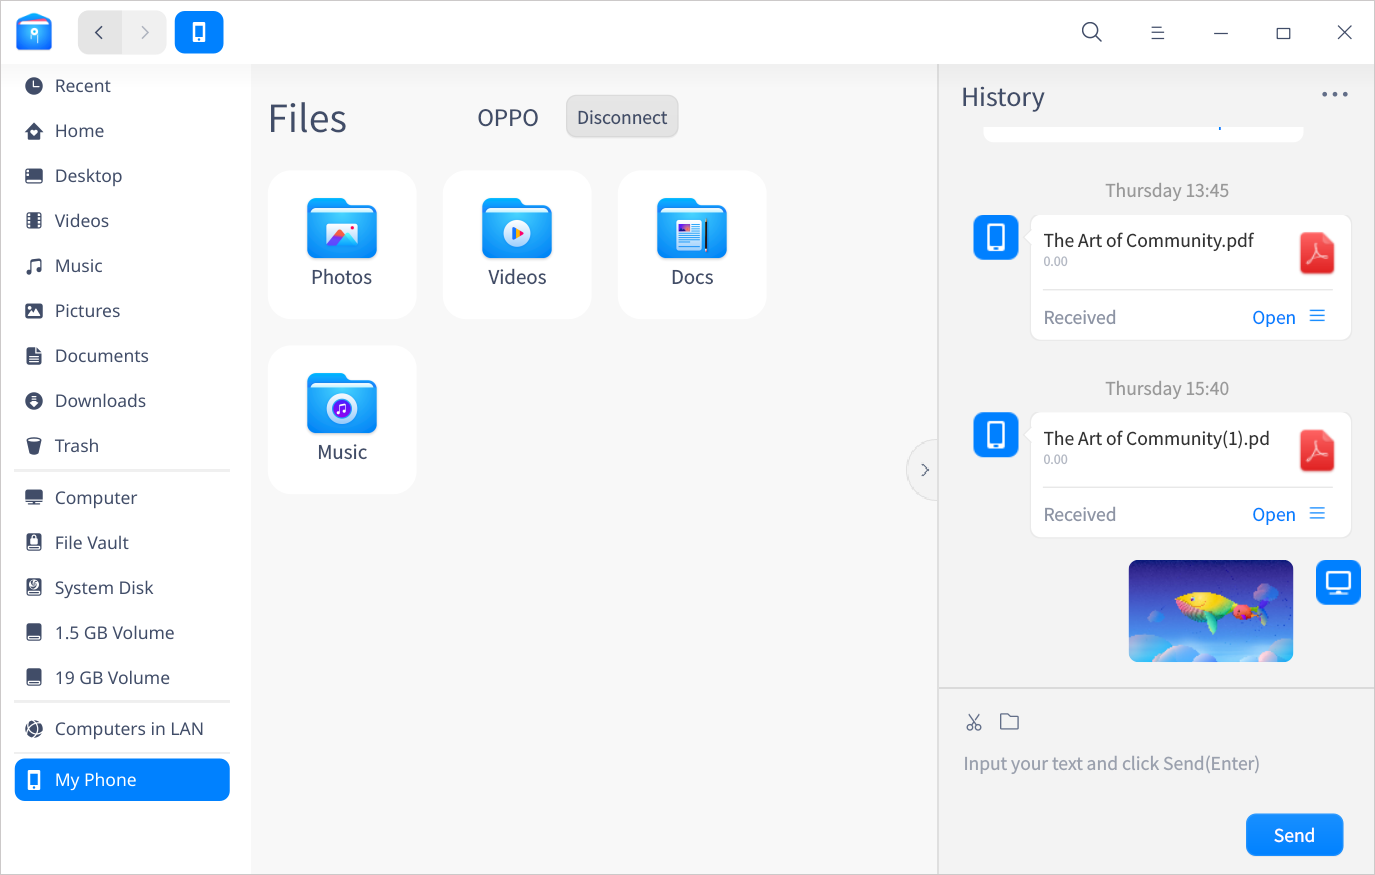 Recent
Home
Desktop
Videos
Music
Pictures
Documents
Downloads
Trash
Computer
File Vault
System Disk
1.5 GB Volume
19 GB Volume
Computers in LAN
My Phone
Files
OPPO
Disconnect
Photos
Videos
Docs
Music
History
Thursday 13:45
The Art of Community.pdf
0.00
Received
Open
Thursday 15:40
The Art of Community(1).pd
0.00
Received
Open
Input your text and click Send(Enter)
Send